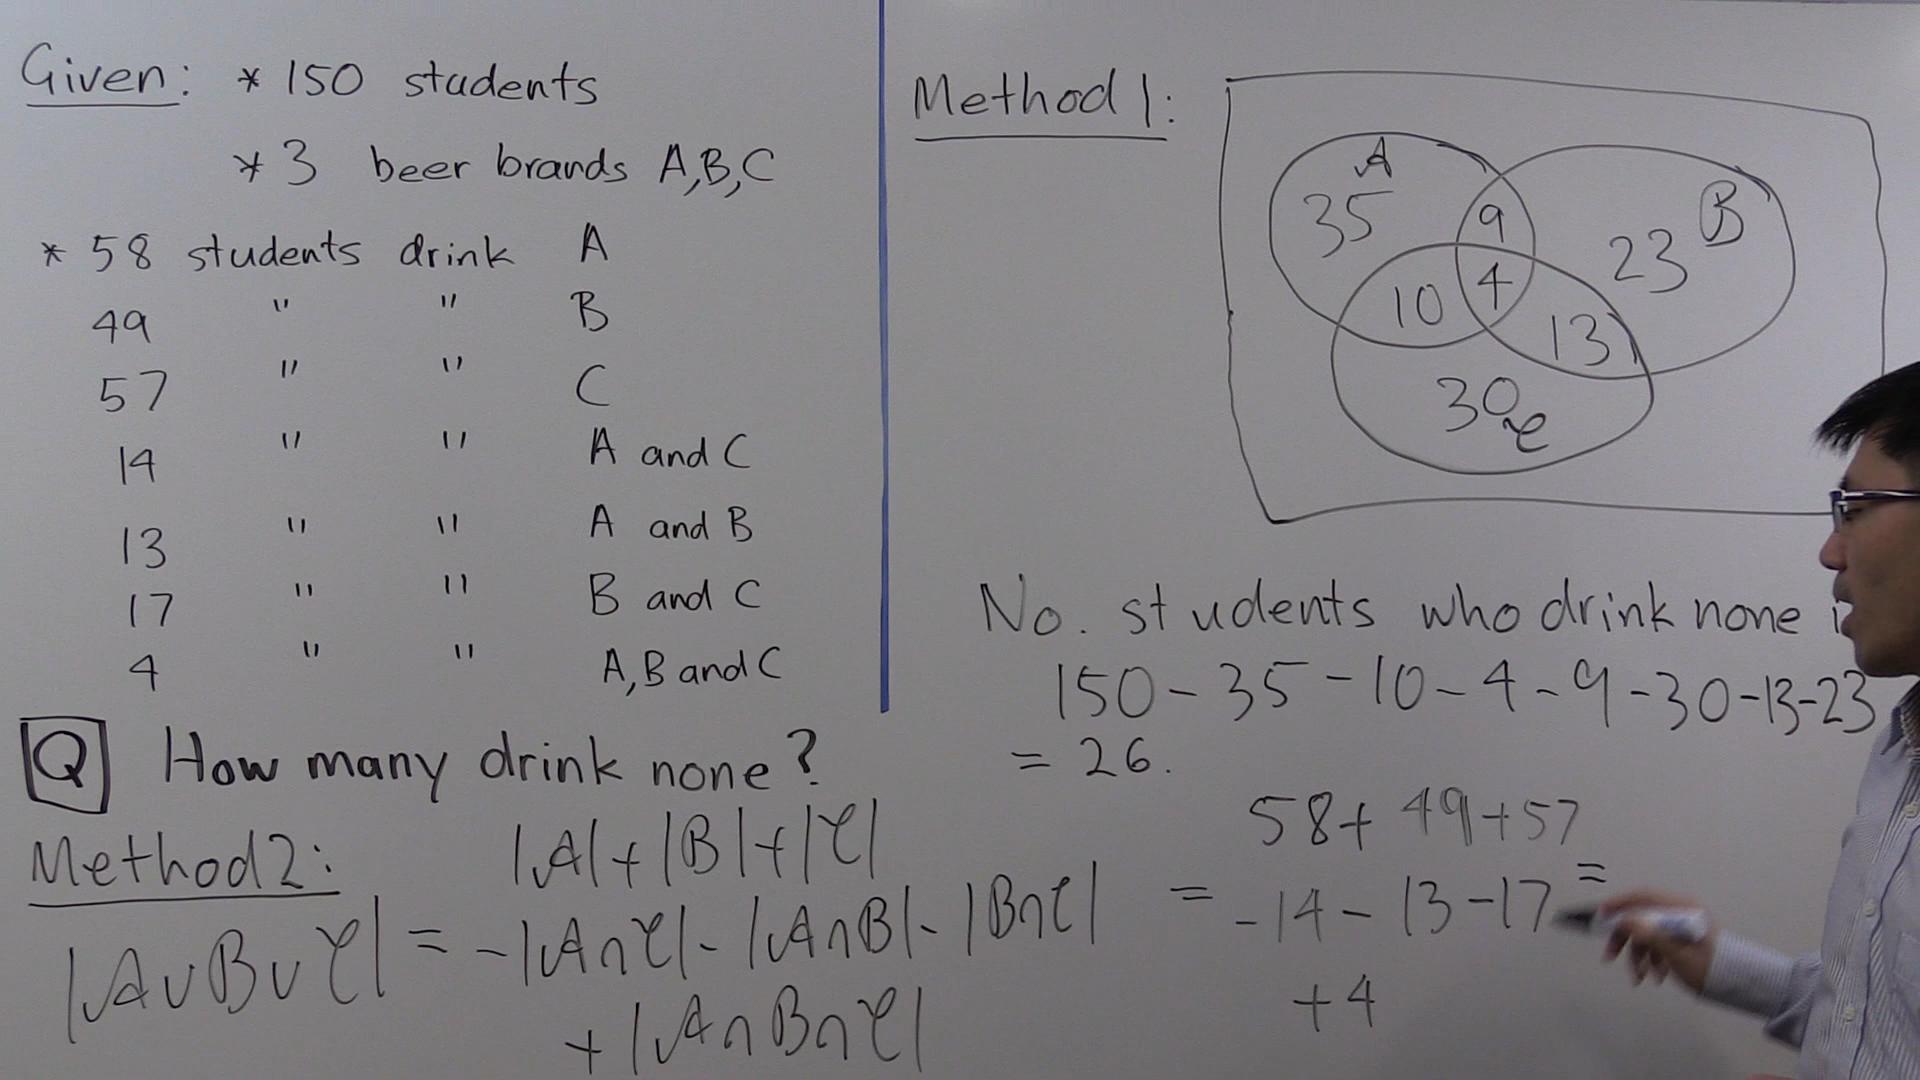 Given: * 150 students
* 3 beer brands A,B,C
* 58 students drink A
49 " " B
57 " " C
14 " " A and C
13 " " A and B
17 " " B and C
4 " " A, B and C
Q How many drink none?
Method 2:
|A∪B∪C| = |A|+|B|+|C|
-|A∩C|-|A∩B|-|B∩C|
+|A∩B∩C|
Method 1:
A
35
9
B
23
10
4
13
30
C
No. students who drink none
150-35-10-4-9-30-13-23
= 26.
= 58+49+57
-14-13-17 =
+4